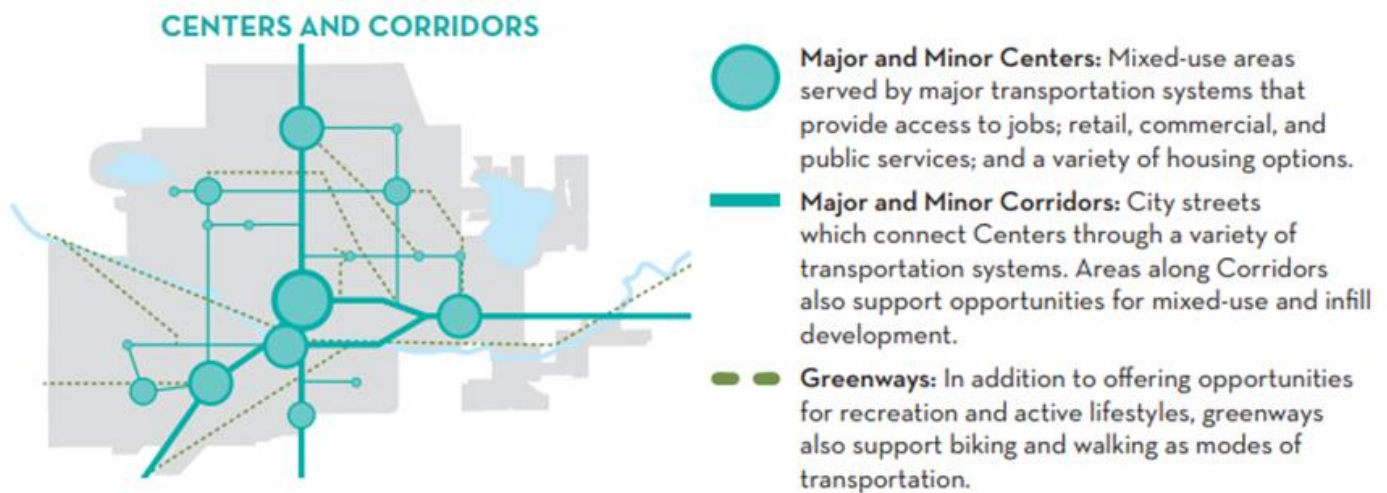 CENTERS AND CORRIDORS
Major and Minor Centers: Mixed-use areas
served by major transportation systems that
provide access to jobs; retail, commercial, and
public services; and a variety of housing options.
Major and Minor Corridors: City streets
which connect Centers through a variety of
transportation systems. Areas along Corridors
also support opportunities for mixed-use and infill
development.
Greenways: In addition to offering opportunities
for recreation and active lifestyles, greenways
also support biking and walking as modes of
transportation.